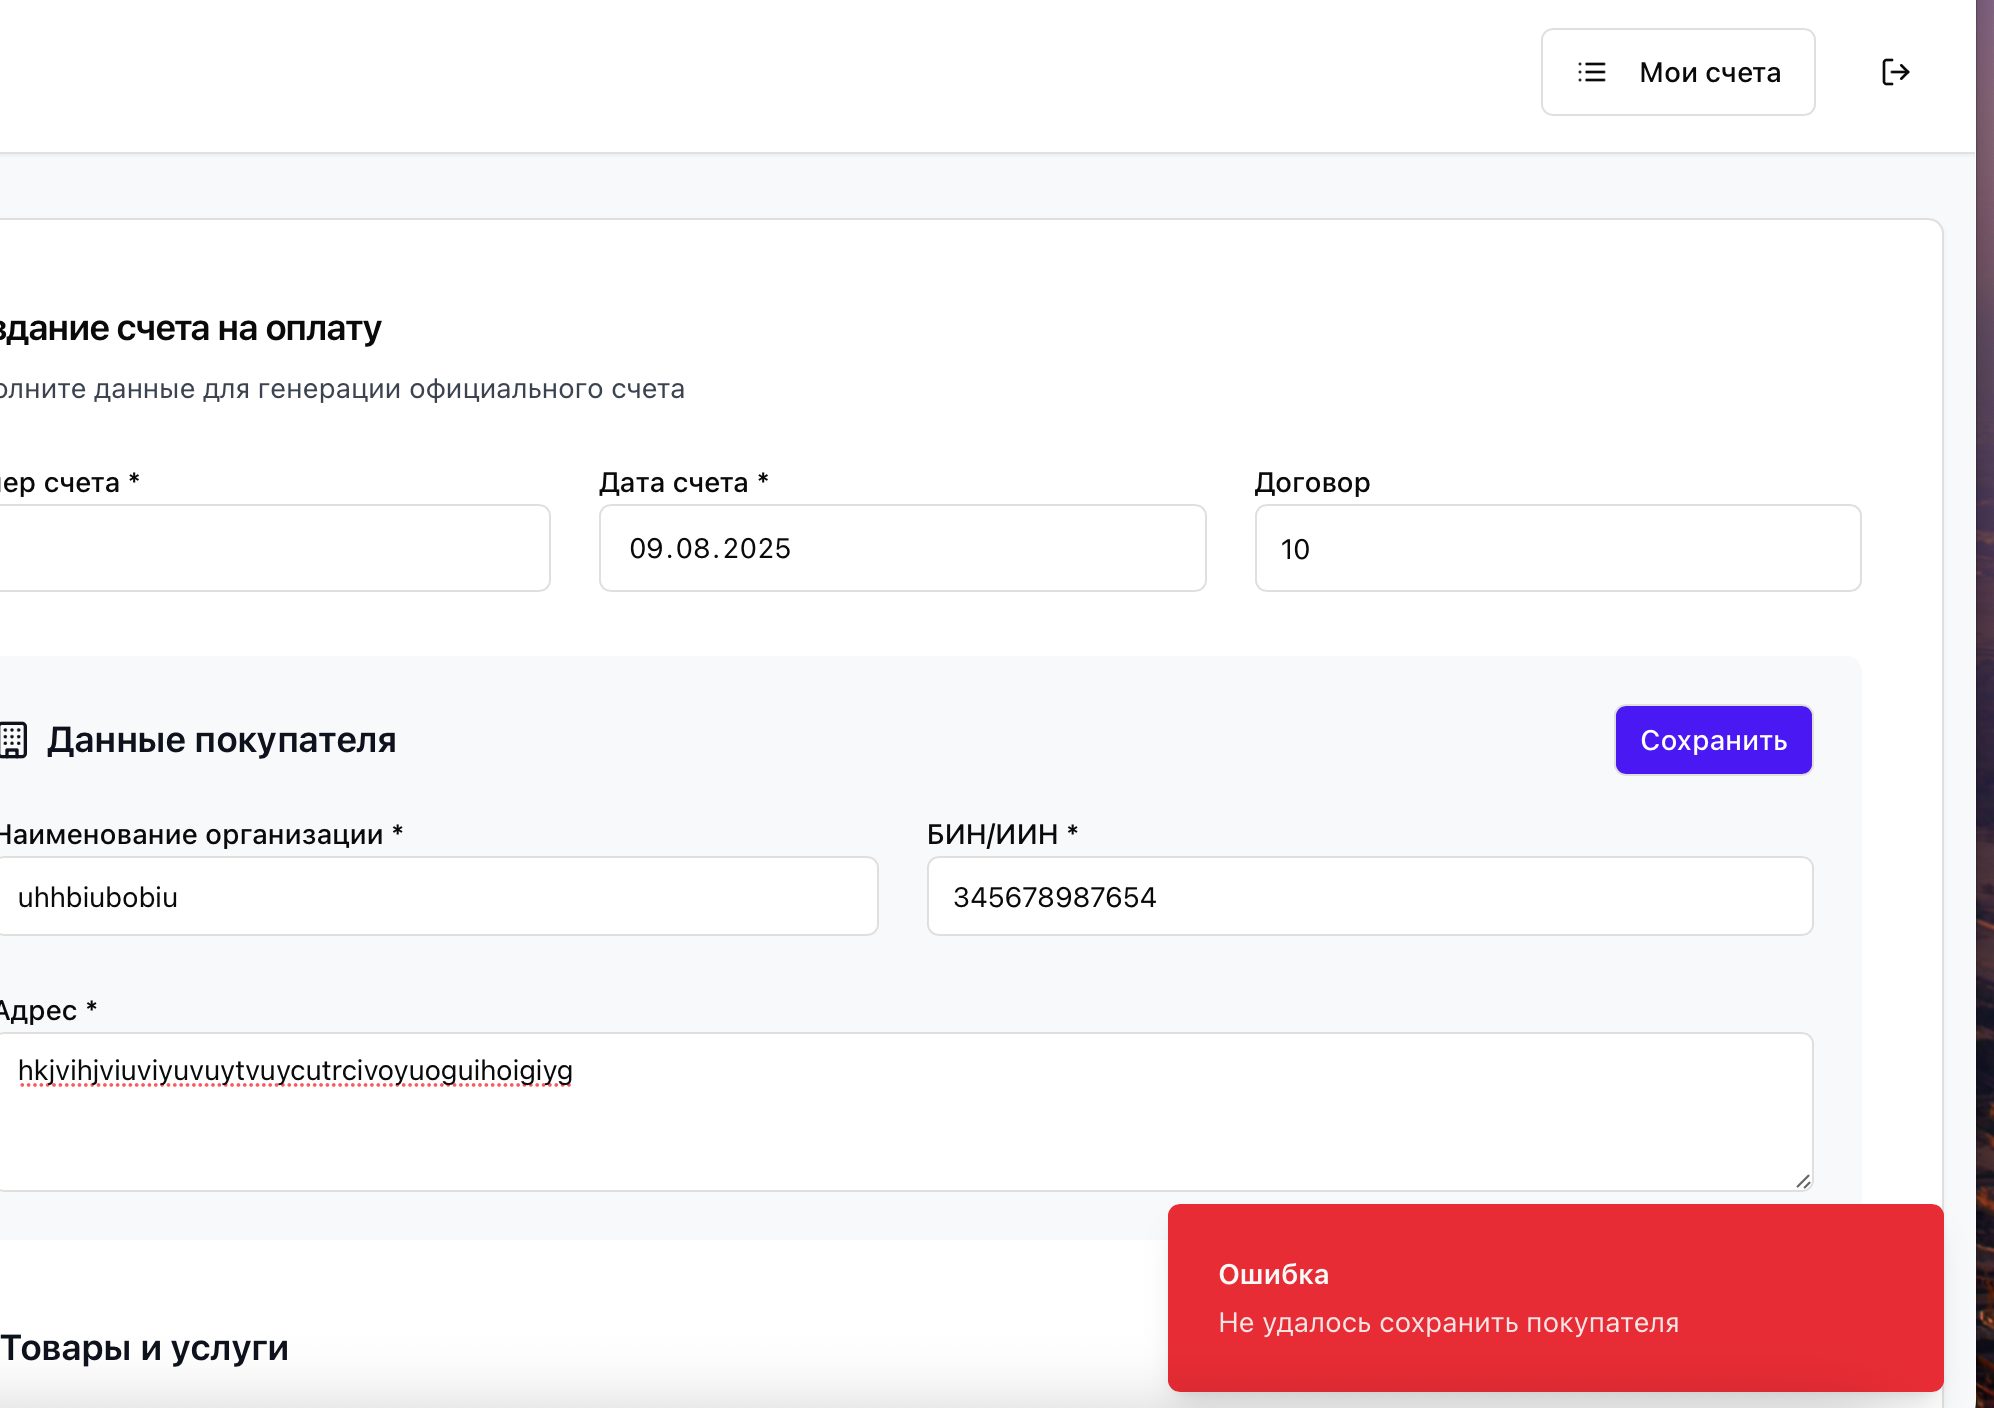 Мои счета
здание счета на оплату
олните данные для генерации официального счета
ер счета *
Дата счета *
Договор
09.08.2025
10
Данные покупателя
Сохранить
Наименование организации *
БИН/ИИН *
uhhbiubobiu
345678987654
Адрес *
hkjvihjviuviyuvuytvuycutrcivoyuoguihoigiyg
Ошибка
Не удалось сохранить покупателя
Товары и услуги